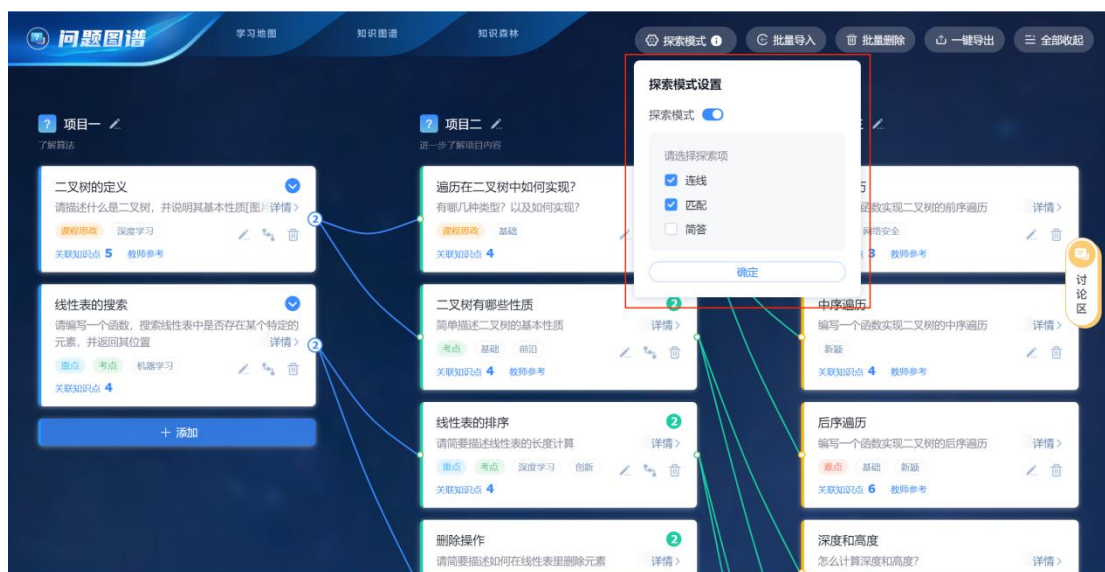 问题图谱
学习地图
知识图谱
知识森林
探索模式
批量导入
批量删除
一键导出
全部收起
探索模式设置
探索模式
请选择探索项
连线
匹配
简答
确定
? 项目一
了解算法
二叉树的定义
请描述什么是二叉树，并说明其基本性质[图片 详情>
课程思政 深度学习
关联知识点 5 教师参考
2
线性表的搜索
请编写一个函数，搜索线性表中是否存在某个特定的
元素，并返回其位置 详情>
重点 考点 机器学习
关联知识点 4
2
+ 添加
? 项目二
进一步了解项目内容
遍历在二叉树中如何实现?
有哪几种类型？以及如何实现?
课程思政 基础
关联知识点 4
二叉树有哪些性质 2
简单描述二叉树的基本性质 详情>
考点 基础 前沿
关联知识点 4 教师参考
线性表的排序 2
请简要描述线性表的长度计算 详情>
重点 考点 深度学习 创新
关联知识点 4
删除操作 2
请简要描述如何在线性表里删除元素 详情>
函数实现二叉树的前序遍历 详情>
网络安全
3 教师参考
中序遍历
编写一个函数实现二叉树的中序遍历 详情>
新颖
关联知识点 4 教师参考
后序遍历
编写一个函数实现二叉树的后序遍历 详情>
难点 基础 新颖
关联知识点 6 教师参考
深度和高度
怎么计算深度和高度? 详情>
讨论区